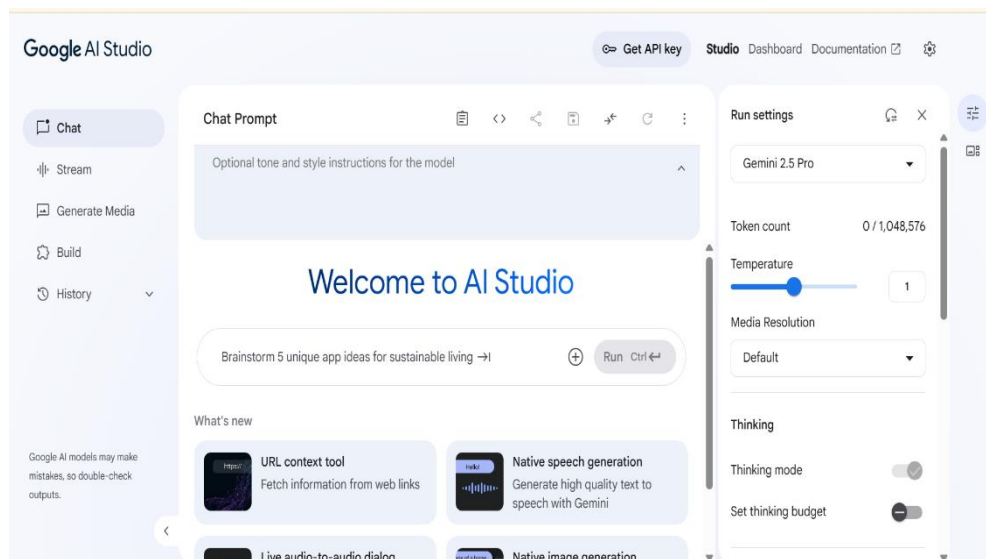 Google AI Studio
Get API key
Studio Dashboard Documentation
Chat
Stream
Generate Media
Build
History
Google AI models may make
mistakes, so double-check
outputs.
Chat Prompt
Optional tone and style instructions for the model
Welcome to AI Studio
Brainstorm 5 unique app ideas for sustainable living
Run Ctrl
What's new
https://
URL context tool
Fetch information from web links
Hello!
Native speech generation
Generate high quality text to
speech with Gemini
Live audio-to-audio dialog
Native image generation
Run settings
Gemini 2.5 Pro
Token count 0 / 1,048,576
Temperature
1
Media Resolution
Default
Thinking
Thinking mode
Set thinking budget